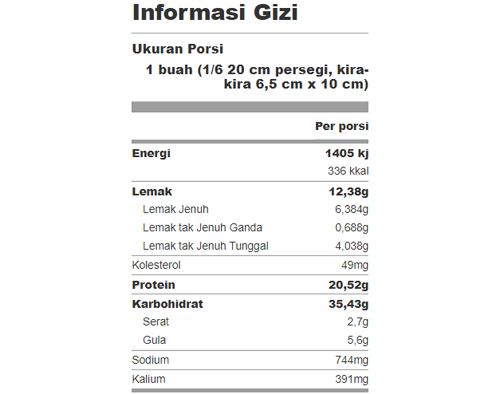 Informasi Gizi
Ukuran Porsi
1 buah (1/6 20 cm persegi, kira-
kira 6,5 cm x 10 cm)
Per porsi
Energi 1405 kj
336 kkal
Lemak 12,38g
Lemak Jenuh 6,384g
Lemak tak Jenuh Ganda 0,688g
Lemak tak Jenuh Tunggal 4,038g
Kolesterol 49mg
Protein 20,52g
Karbohidrat 35,43g
Serat 2,7g
Gula 5,6g
Sodium 744mg
Kalium 391mg